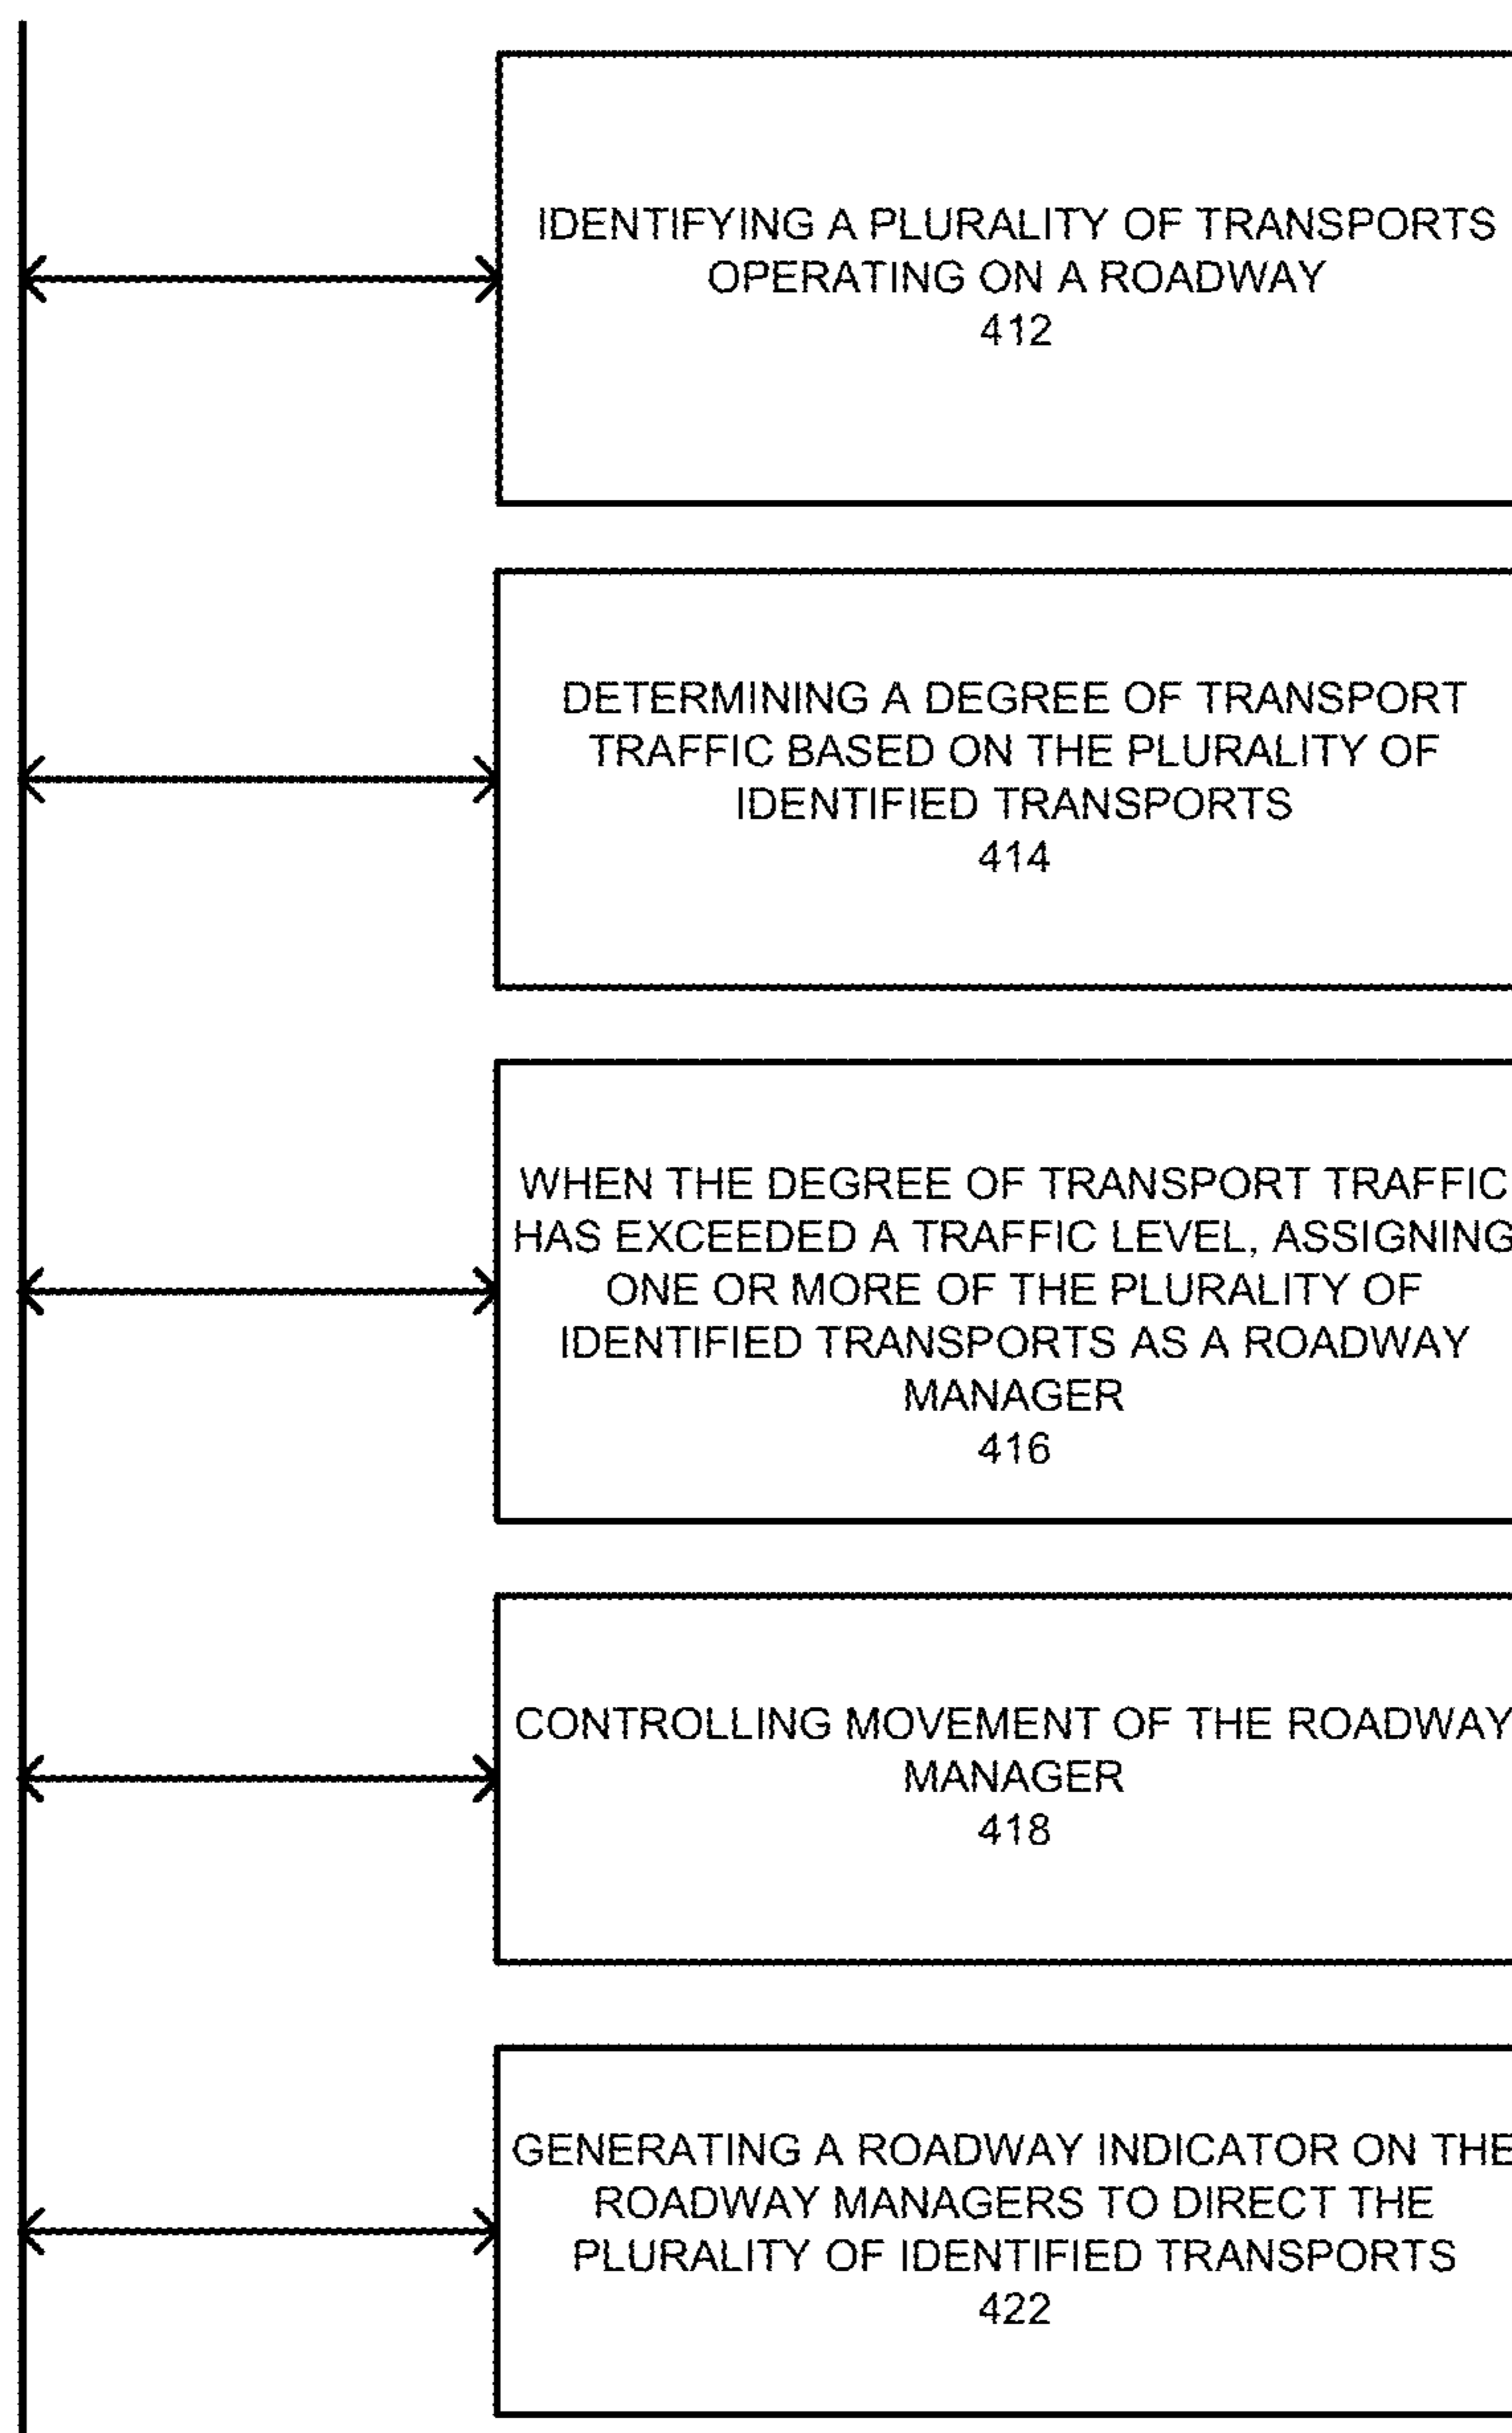 IDENTIFYING A PLURALITY OF TRANSPORTS
OPERATING ON A ROADWAY
412
DETERMINING A DEGREE OF TRANSPORT
TRAFFIC BASED ON THE PLURALITY OF
IDENTIFIED TRANSPORTS
414
WHEN THE DEGREE OF TRANSPORT TRAFFIC
HAS EXCEEDED A TRAFFIC LEVEL, ASSIGNING
ONE OR MORE OF THE PLURALITY OF
IDENTIFIED TRANSPORTS AS A ROADWAY
MANAGER
416
CONTROLLING MOVEMENT OF THE ROADWAY
MANAGER
418
GENERATING A ROADWAY INDICATOR ON THE
ROADWAY MANAGERS TO DIRECT THE
PLURALITY OF IDENTIFIED TRANSPORTS
422